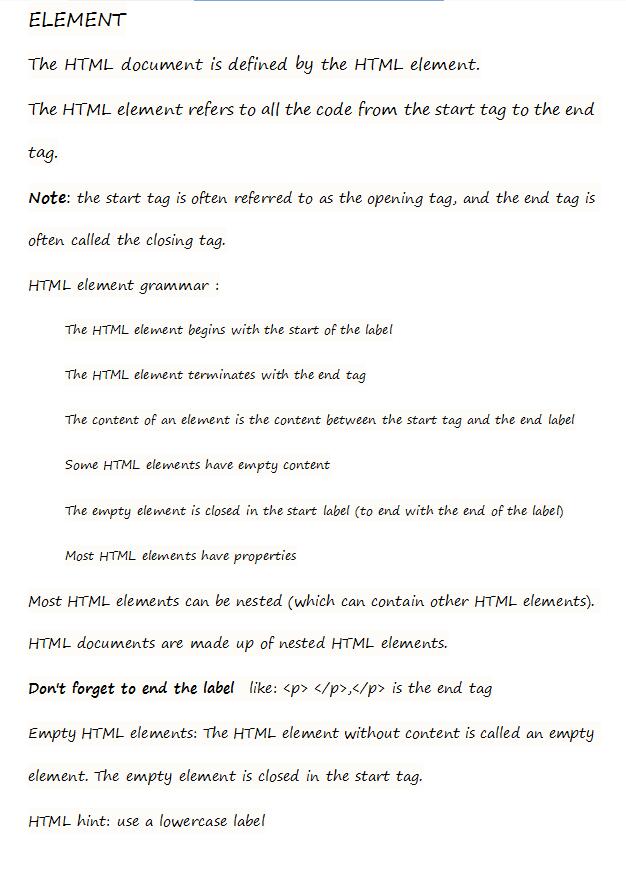 ELEMENT
The HTML document is defined by the HTML element.
The HTML element refers to all the code from the start tag to the end
tag.
Note: the start tag is often referred to as the opening tag, and the end tag is
often called the closing tag.
HTML element grammar :
The HTML element begins with the start of the label
The HTML element terminates with the end tag
The content of an element is the content between the start tag and the end label
Some HTML elements have empty content
The empty element is closed in the start label (to end with the end of the label)
Most HTML elements have properties
Most HTML elements can be nested (which can contain other HTML elements).
HTML documents are made up of nested HTML elements.
Don't forget to end the label like: <p> </p>,</p> is the end tag
Empty HTML elements: The HTML element without content is called an empty
element. The empty element is closed in the start tag.
HTML hint: use a lowercase label